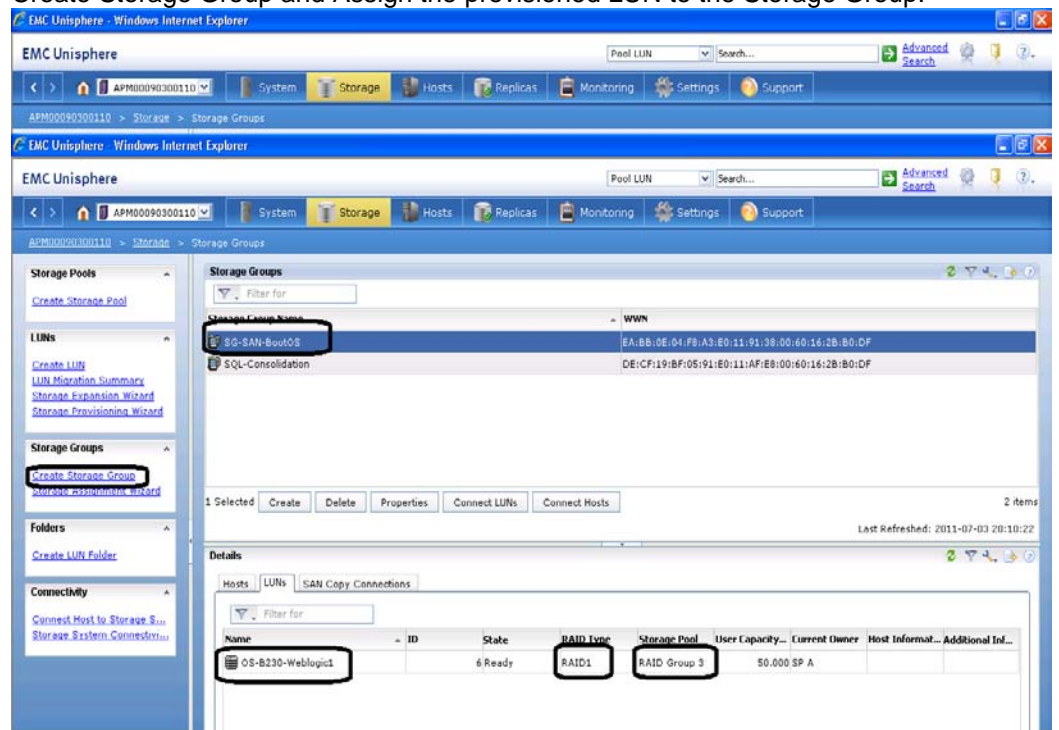 Create Storage Group and Assign the provisioned LUN to the Storage Group.
EMC Unisphere - Windows Internet Explorer
EMC Unisphere
Pool LUN
Search...
Advanced Search
APM00090300110
System
Storage
Hosts
Replicas
Monitoring
Settings
Support
APM00090300110 > Storage > Storage Groups
EMC Unisphere - Windows Internet Explorer
EMC Unisphere
Pool LUN
Search...
Advanced Search
APM00090300110
System
Storage
Hosts
Replicas
Monitoring
Settings
Support
APM00090300110 > Storage > Storage Groups
Storage Pools
Create Storage Pool
LUNs
Create LUN
LUN Migration Summary
Storage Expansion Wizard
Storage Provisioning Wizard
Storage Groups
Create Storage Group
Storage Assignment Wizard
Folders
Create LUN Folder
Connectivity
Connect Host to Storage S...
Storage System Connectivi...
Storage Groups
Filter for
Storage Group Name WWN
SG-SAN-BootOS EA:BB:0E:04:F8:A3:E0:11:91:38:00:60:16:2B:B0:DF
SQL-Consolidation DE:CF:19:BF:05:91:E0:11:AF:E8:00:60:16:2B:B0:DF
1 Selected Create Delete Properties Connect LUNs Connect Hosts 2 items
Last Refreshed: 2011-07-03 20:10:22
Details
Hosts LUNs SAN Copy Connections
Filter for
Name ID State RAID Type Storage Pool User Capacity... Current Owner Host Informat... Additional Inf...
OS-B230-Weblogic1 6 Ready RAID1 RAID Group 3 50.000 SP A